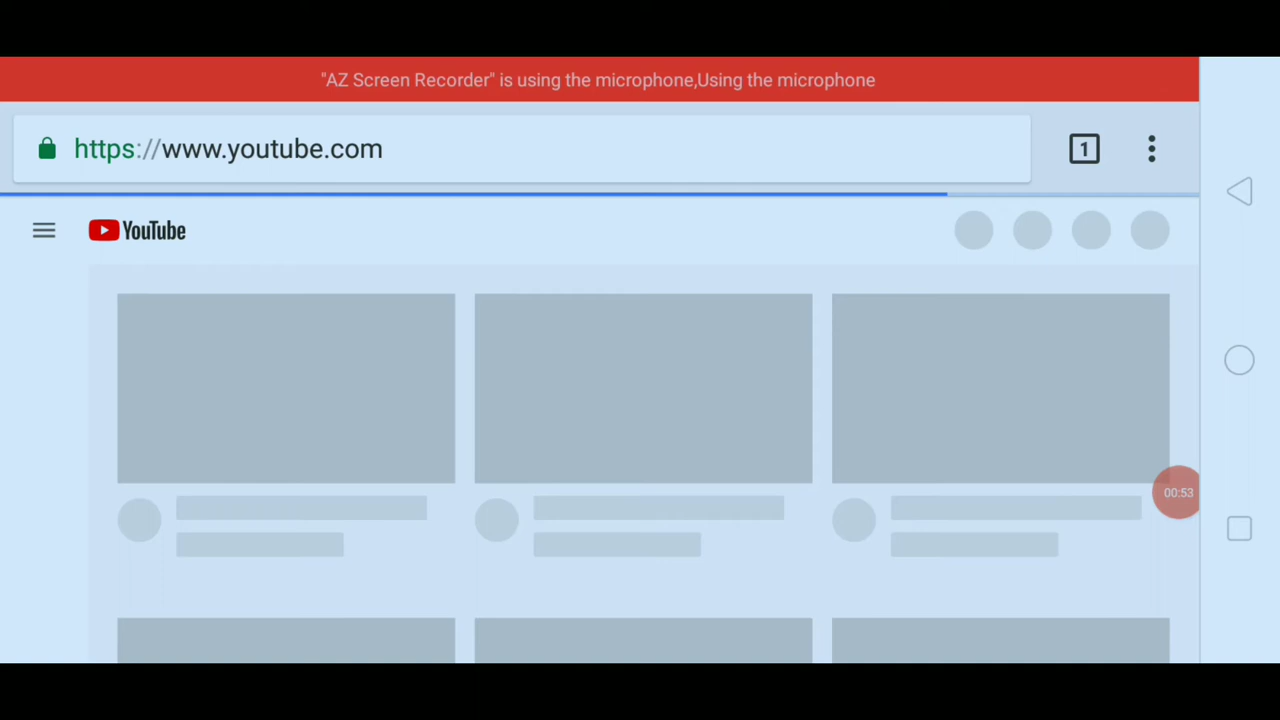 "AZ Screen Recorder" is using the microphone,Using the microphone
https://www.youtube.com
1
YouTube
00:53